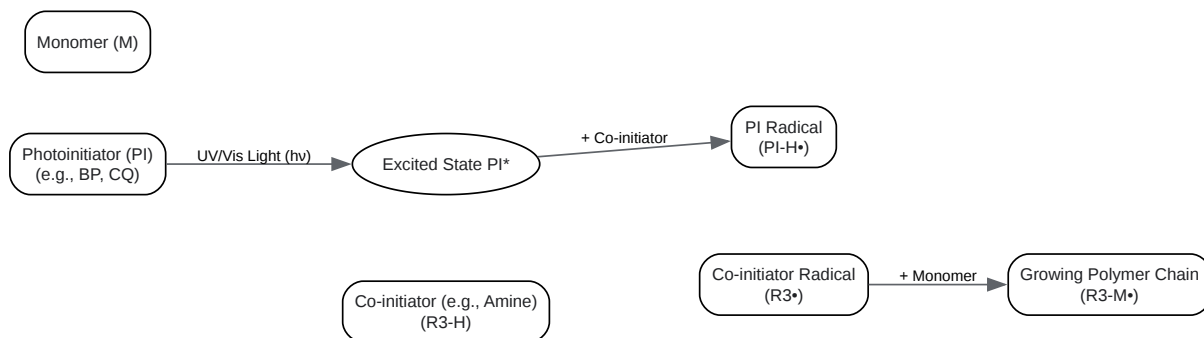 Monomer (M)
Photoinitiator (PI)
(e.g., BP, CQ)
UV/Vis Light (hν)
Excited State PI*
+ Co-initiator
PI Radical
(PI-H•)
Co-initiator (e.g., Amine)
(R3-H)
Co-initiator Radical
(R3•)
+ Monomer
Growing Polymer Chain
(R3-M•)